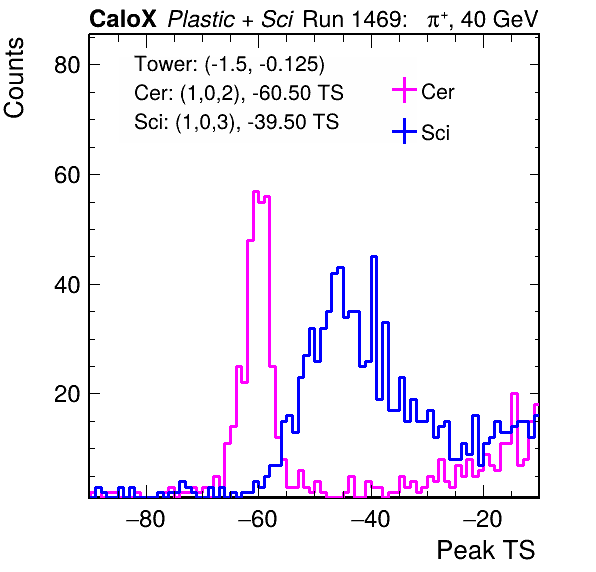 CaloX Plastic + Sci Run 1469: π⁺, 40 GeV
Counts
Tower: (-1.5, -0.125)
Cer: (1,0,2), -60.50 TS
Sci: (1,0,3), -39.50 TS
Cer
Sci
80
60
40
20
−80 −60 −40 −20
Peak TS